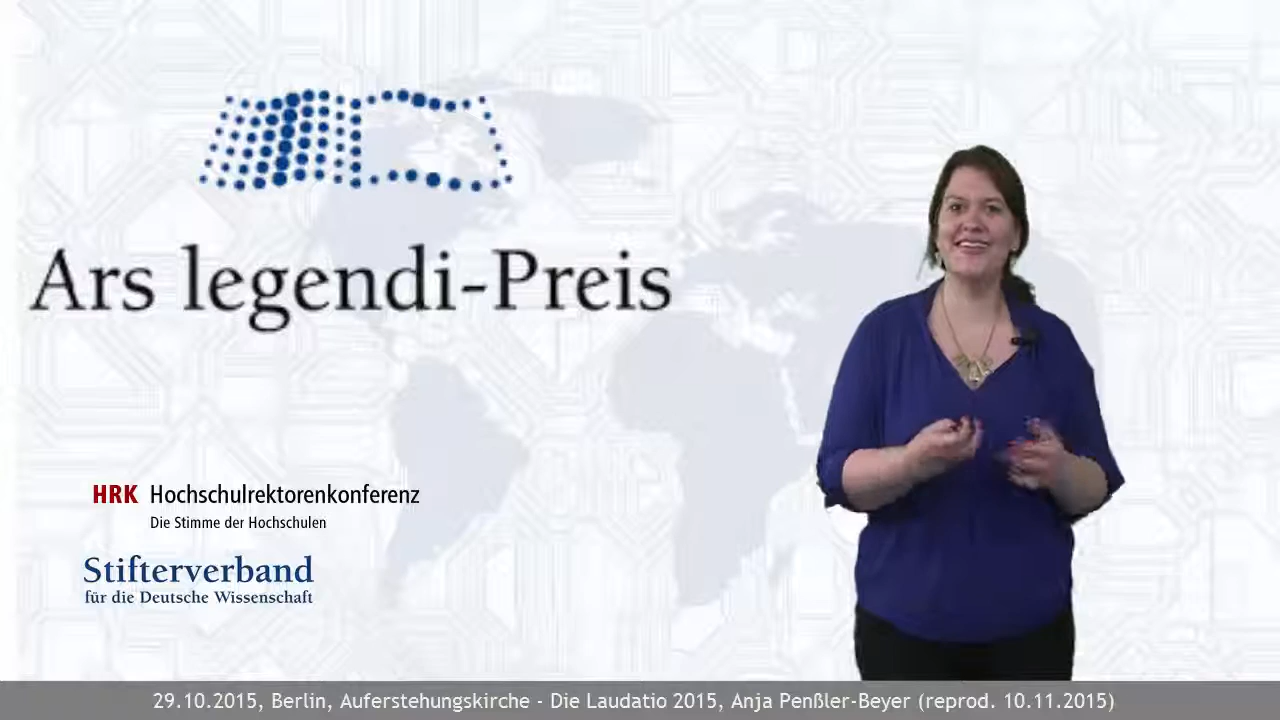 Ars legendi-Preis
HRK Hochschulrektorenkonferenz
Die Stimme der Hochschulen
Stifterverband
für die Deutsche Wissenschaft
29.10.2015, Berlin, Auferstehungskirche - Die Laudatio 2015, Anja Penßler-Beyer (reprod. 10.11.2015)